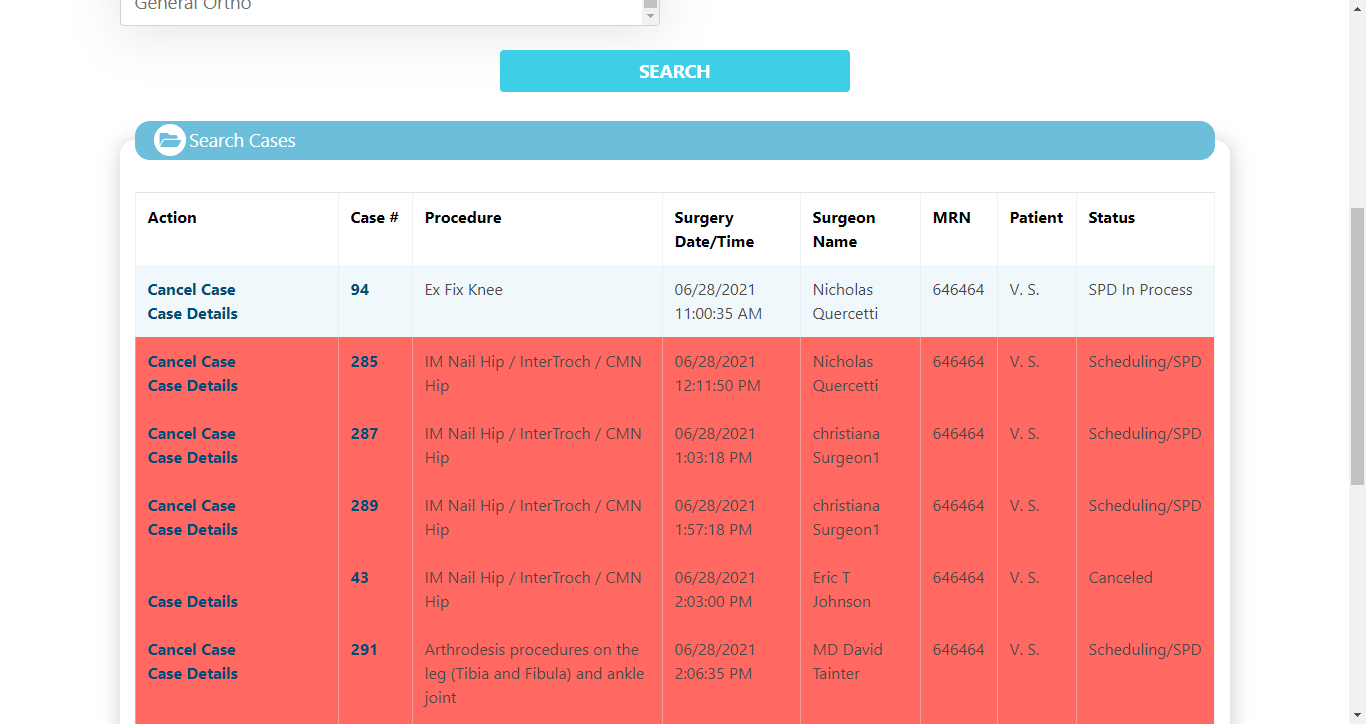 General Ortho
SEARCH
Search Cases
Action Case # Procedure Surgery Date/Time Surgeon Name MRN Patient Status
Cancel Case Case Details 94 Ex Fix Knee 06/28/2021 11:00:35 AM Nicholas Quercetti 646464 V. S. SPD In Process
Cancel Case Case Details 285 IM Nail Hip / InterTroch / CMN Hip 06/28/2021 12:11:50 PM Nicholas Quercetti 646464 V. S. Scheduling/SPD
Cancel Case Case Details 287 IM Nail Hip / InterTroch / CMN Hip 06/28/2021 1:03:18 PM christiana Surgeon1 646464 V. S. Scheduling/SPD
Cancel Case Case Details 289 IM Nail Hip / InterTroch / CMN Hip 06/28/2021 1:57:18 PM christiana Surgeon1 646464 V. S. Scheduling/SPD
Case Details 43 IM Nail Hip / InterTroch / CMN Hip 06/28/2021 2:03:00 PM Eric T Johnson 646464 V. S. Canceled
Cancel Case Case Details 291 Arthrodesis procedures on the leg (Tibia and Fibula) and ankle joint 06/28/2021 2:06:35 PM MD David Tainter 646464 V. S. Scheduling/SPD